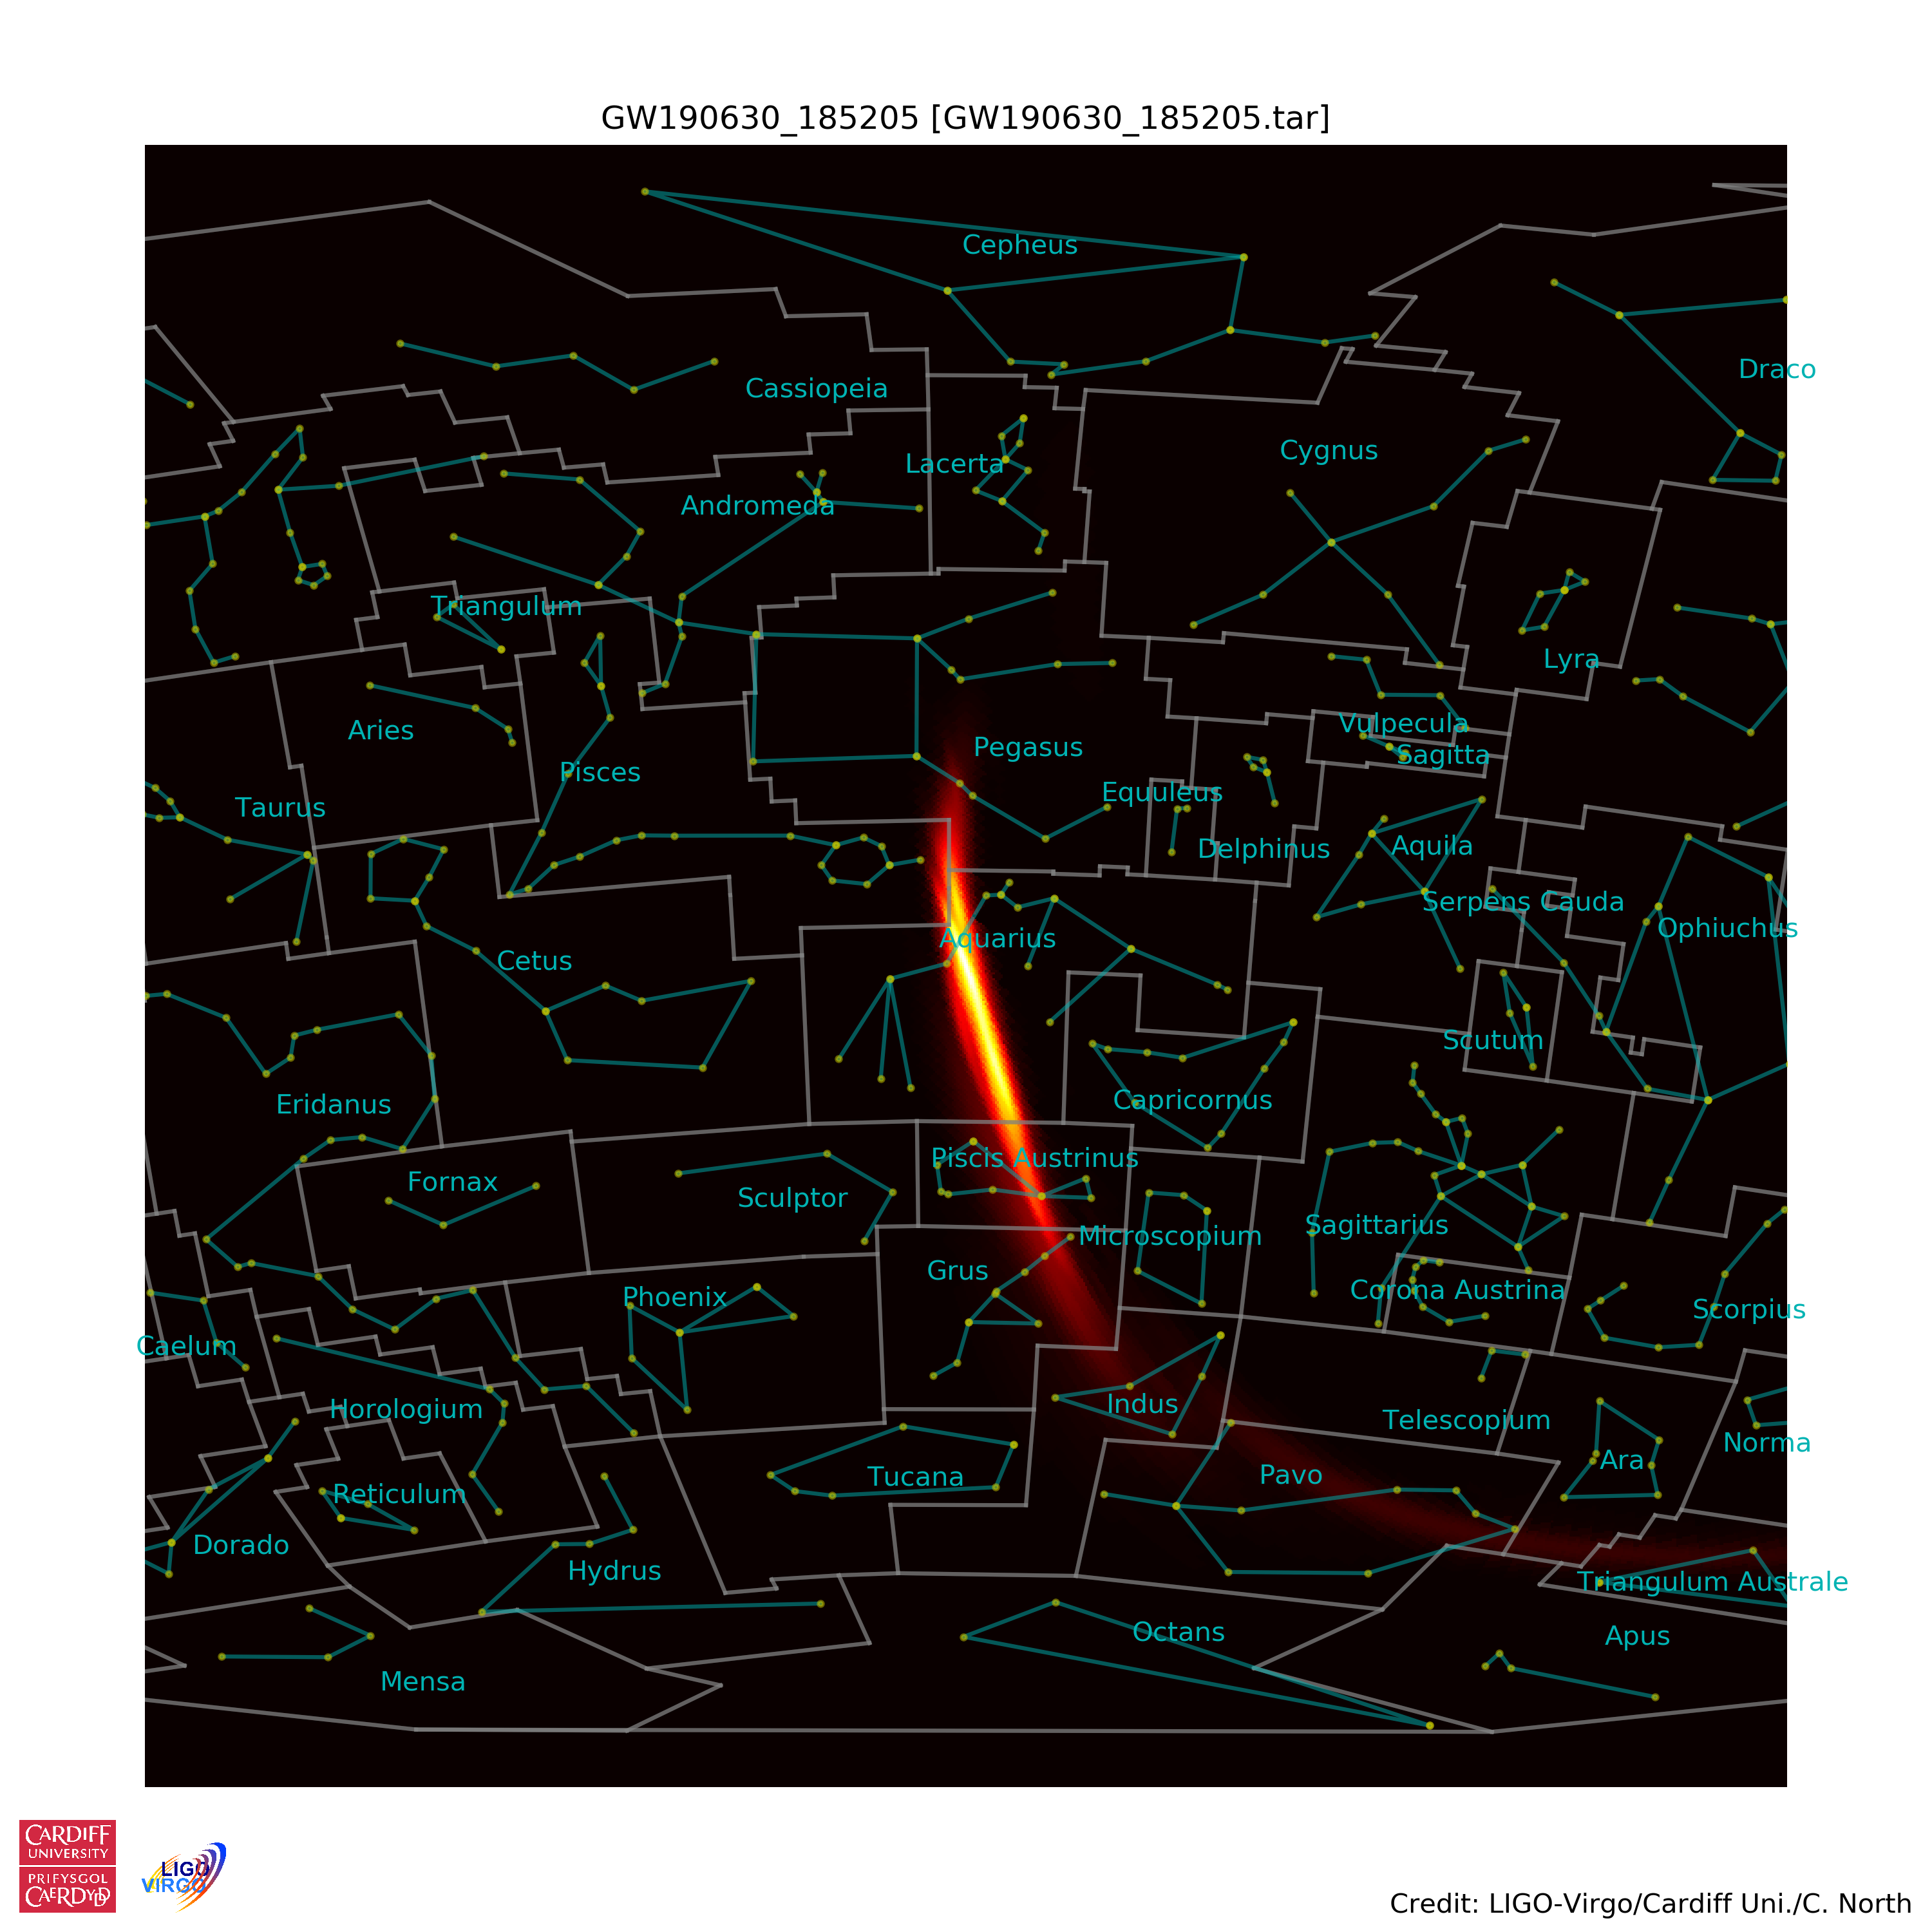 GW190630_185205 [GW190630_185205.tar]
Cepheus
Draco
Cassiopeia
Cygnus
Lacerta
Andromeda
Triangulum
Lyra
Aries
Vulpecula
Pegasus
Sagitta
Pisces
Equuleus
Taurus
Aquila
Delphinus
Serpens Cauda
Ophiuchus
Aquarius
Cetus
Scutum
Capricornus
Eridanus
Piscis Austrinus
Fornax
Sculptor
Sagittarius
Microscopium
Grus
Corona Austrina
Phoenix
Scorpius
Caelum
Indus
Horologium
Telescopium
Norma
Ara
Pavo
Tucana
Reticulum
Dorado
Hydrus
Triangulum Australe
Octans
Apus
Mensa
CARDIFF
UNIVERSITY
PRIFYSGOL
CAERDYDD
LIGO
VIRGO
Credit: LIGO-Virgo/Cardiff Uni./C. North